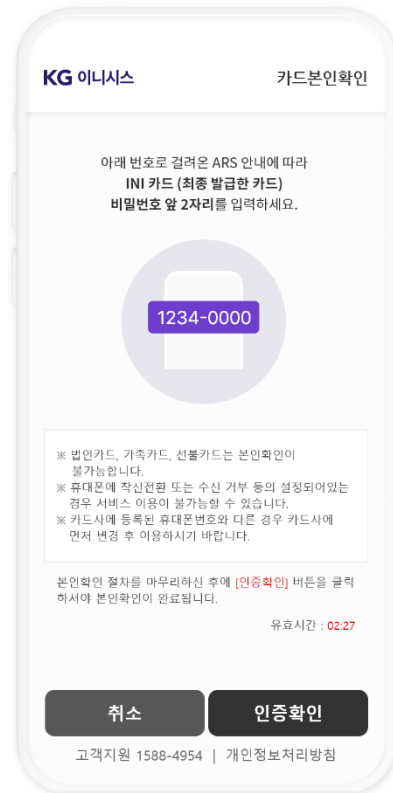 KG 이니시스
카드본인확인
아래 번호로 걸려온 ARS 안내에 따라
INI 카드 (최종 발급한 카드)
비밀번호 앞 2자리를 입력하세요.
1234-0000
※ 법인카드, 가족카드, 선불카드는 본인확인이
불가능합니다.
※ 휴대폰에 착신전환 또는 수신 거부 등의 설정되어있는
경우 서비스 이용이 불가능할 수 있습니다.
※ 카드사에 등록된 휴대폰번호와 다른 경우 카드사에
먼저 변경 후 이용하시기 바랍니다.
본인확인 절차를 마무리하신 후에 [인증확인] 버튼을 클릭
하셔야 본인확인이 완료됩니다.
유효시간 : 02:27
취소
인증확인
고객지원 1588-4954 | 개인정보처리방침